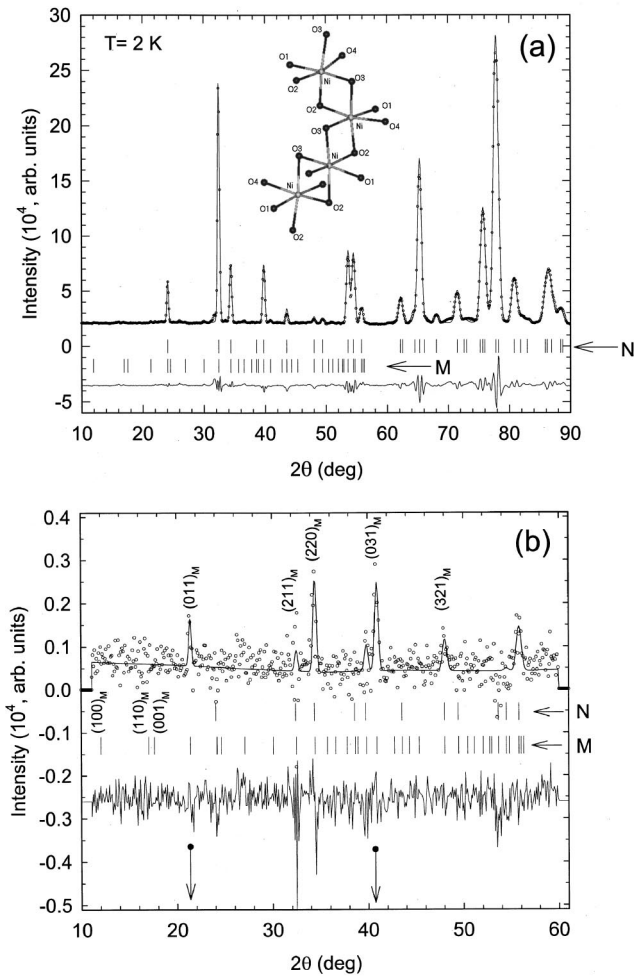 30
25
20
15
10
5
0
-5
Intensity (10⁴, arb. units)
T= 2 K
(a)
O3
O1
O4
Ni
O3
O2
O2
O1
Ni
O4
O3
Ni
O2
O3
O4
O1
Ni
O1
O2
O2
N
M
10 20 30 40 50 60 70 80 90
2θ (deg)
0.4
0.3
0.2
0.1
0.0
-0.1
-0.2
-0.3
-0.4
-0.5
Intensity (10⁴, arb. units)
(b)
(011)M
(211)M
(220)M
(031)M
(321)M
(100)M
(110)M
(001)M
N
M
10 20 30 40 50 60
2θ (deg)